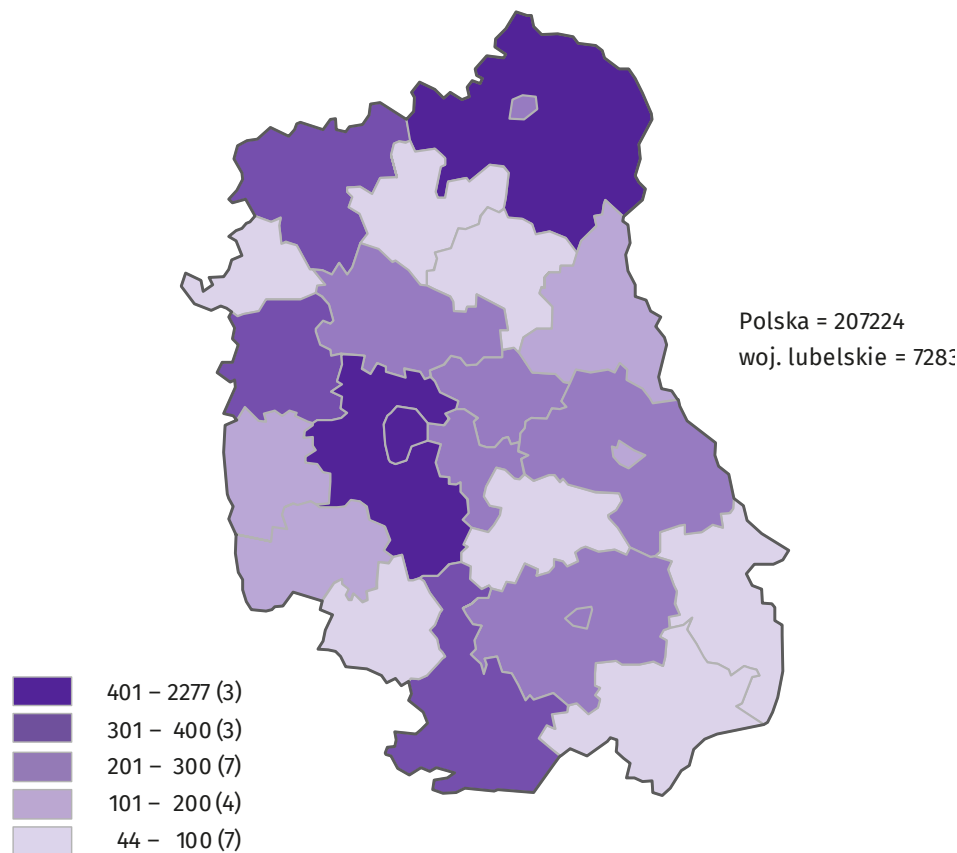 Polska = 207224
woj. lubelskie = 7283
401 – 2277 (3)
301 – 400 (3)
201 – 300 (7)
101 – 200 (4)
44 – 100 (7)